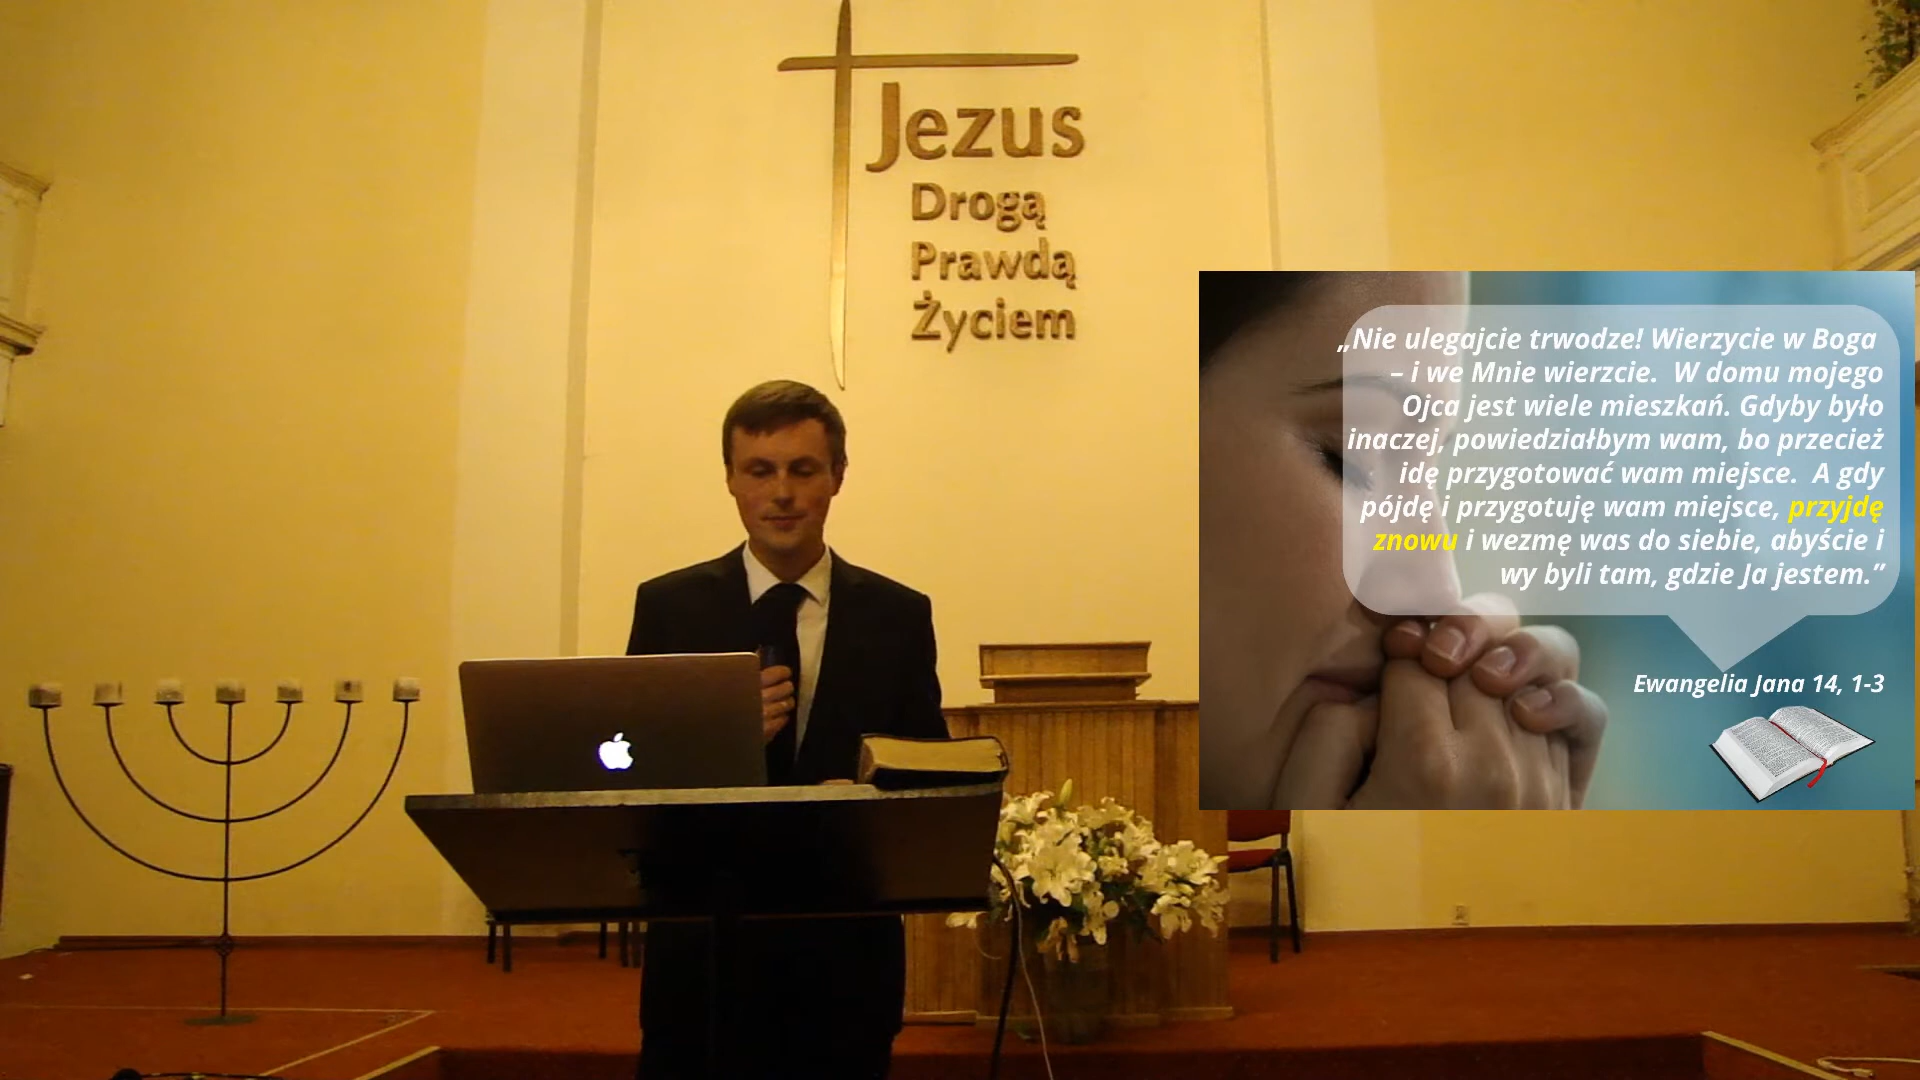 Jezus
Drogą
Prawdą
Życiem
„Nie ulegajcie trwodze! Wierzycie w Boga
– i we Mnie wierzcie.  W domu mojego
Ojca jest wiele mieszkań. Gdyby było
inaczej, powiedziałbym wam, bo przecież
idę przygotować wam miejsce.  A gdy
pójdę i przygotuję wam miejsce, przyjdę
znowu i wezmę was do siebie, abyście i
wy byli tam, gdzie Ja jestem.”
Ewangelia Jana 14, 1-3